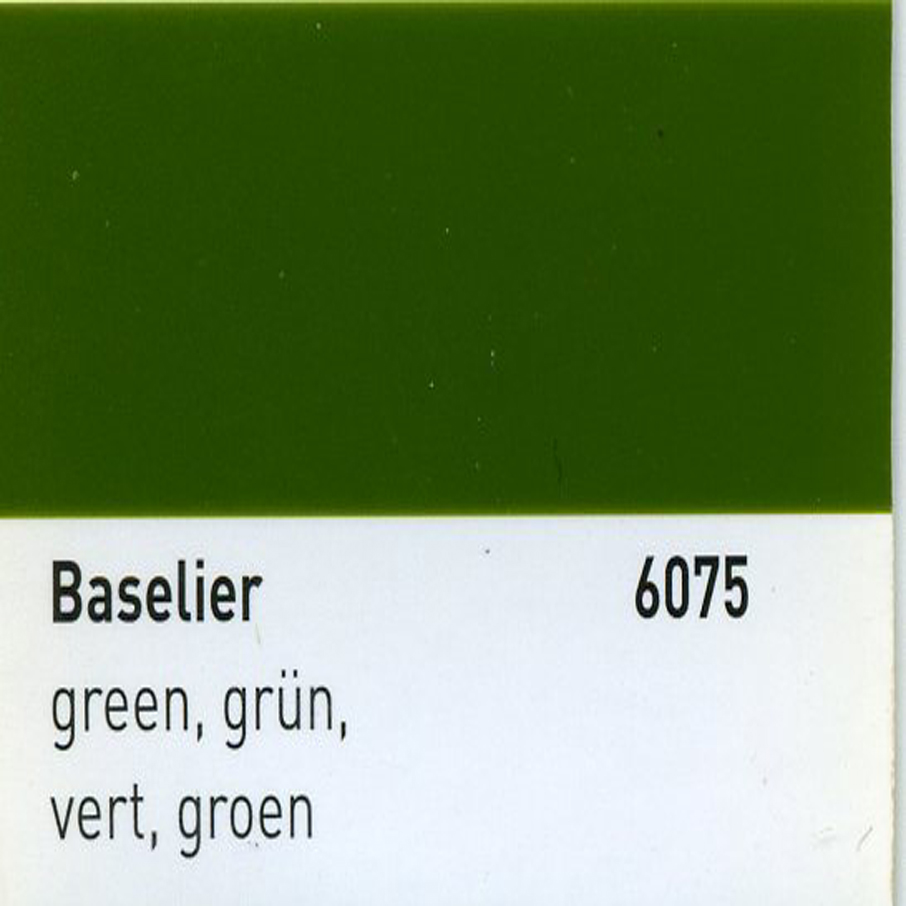 Baselier 6075
green, grün,
vert, groen